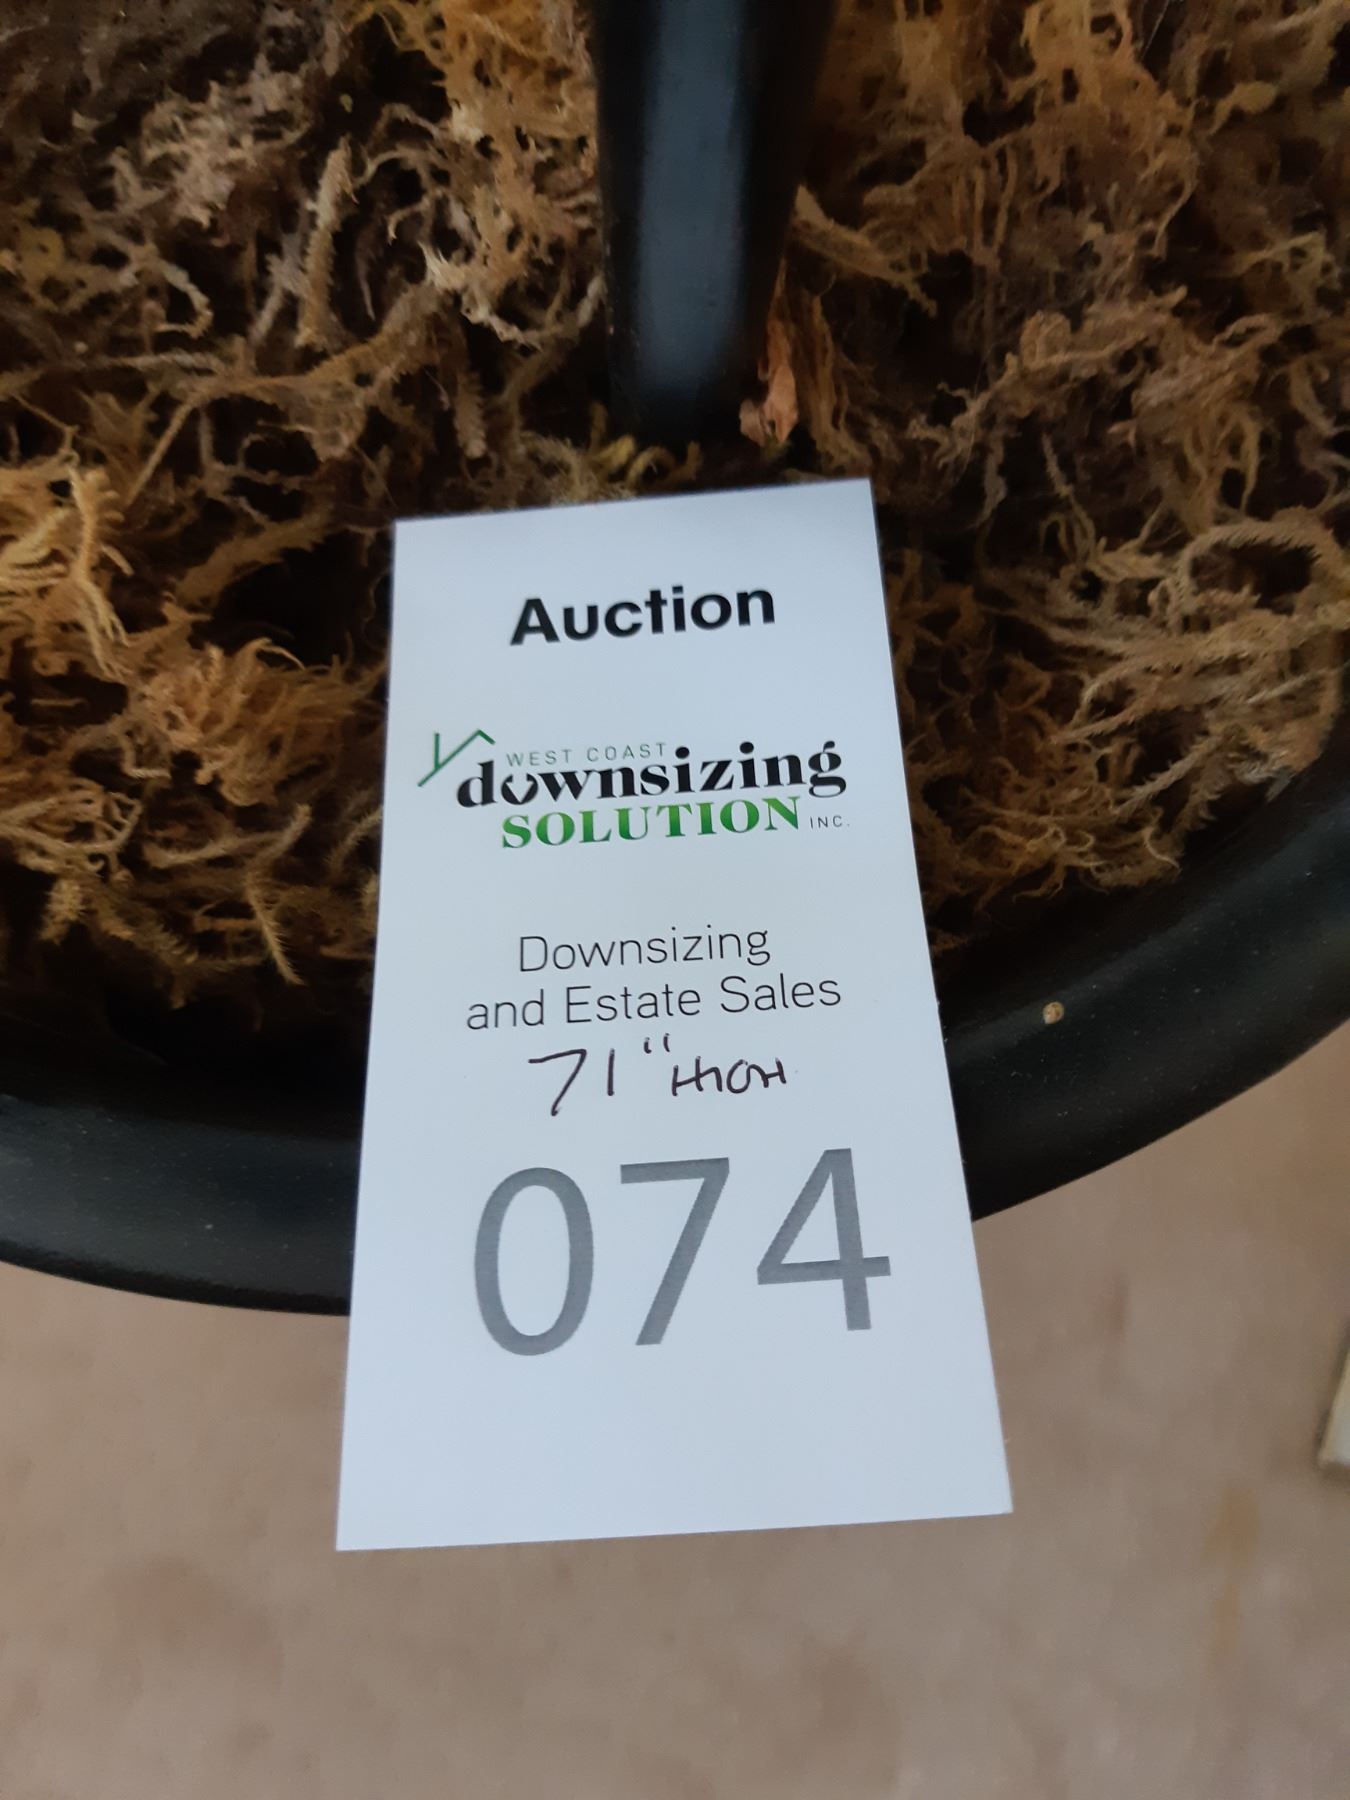 Auction
WEST COAST
downsizing
SOLUTION INC.
Downsizing
and Estate Sales
71" HIGH
074